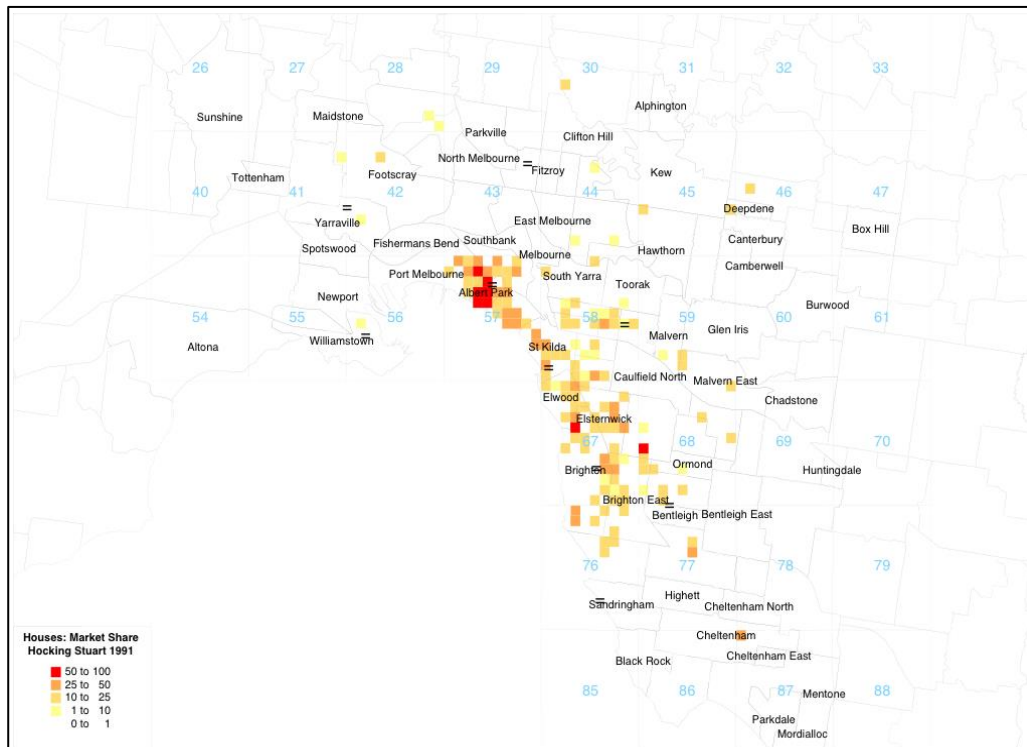 26 27 28 29 30 31 32 33
Sunshine Maidstone Alphington
Parkville Clifton Hill
North Melbourne Fitzroy
Footscray Kew
Tottenham
40 41 42 43 44 45 46 47
Deepdene
Yarraville East Melbourne
Box Hill
Spotswood Fishermans Bend Southbank Hawthorn Canterbury
Melbourne
Camberwell
Port Melbourne South Yarra
Toorak
Newport Albert Park
Burwood
54 55 56 57 58 59 60 61
Glen Iris
Altona Williamstown Malvern
St Kilda
Caulfield North Malvern East
Elwood Chadstone
Elsternwick
67 68 69 70
Brighton Ormond Huntingdale
Brighton East
Bentleigh Bentleigh East
76 77 78 79
Sandringham Highett
Cheltenham North
Cheltenham
Cheltenham East
Black Rock
85 86 87 88
Mentone
Parkdale
Mordialloc
Houses: Market Share
Hocking Stuart 1991
50 to 100
25 to 50
10 to 25
1 to 10
0 to 1